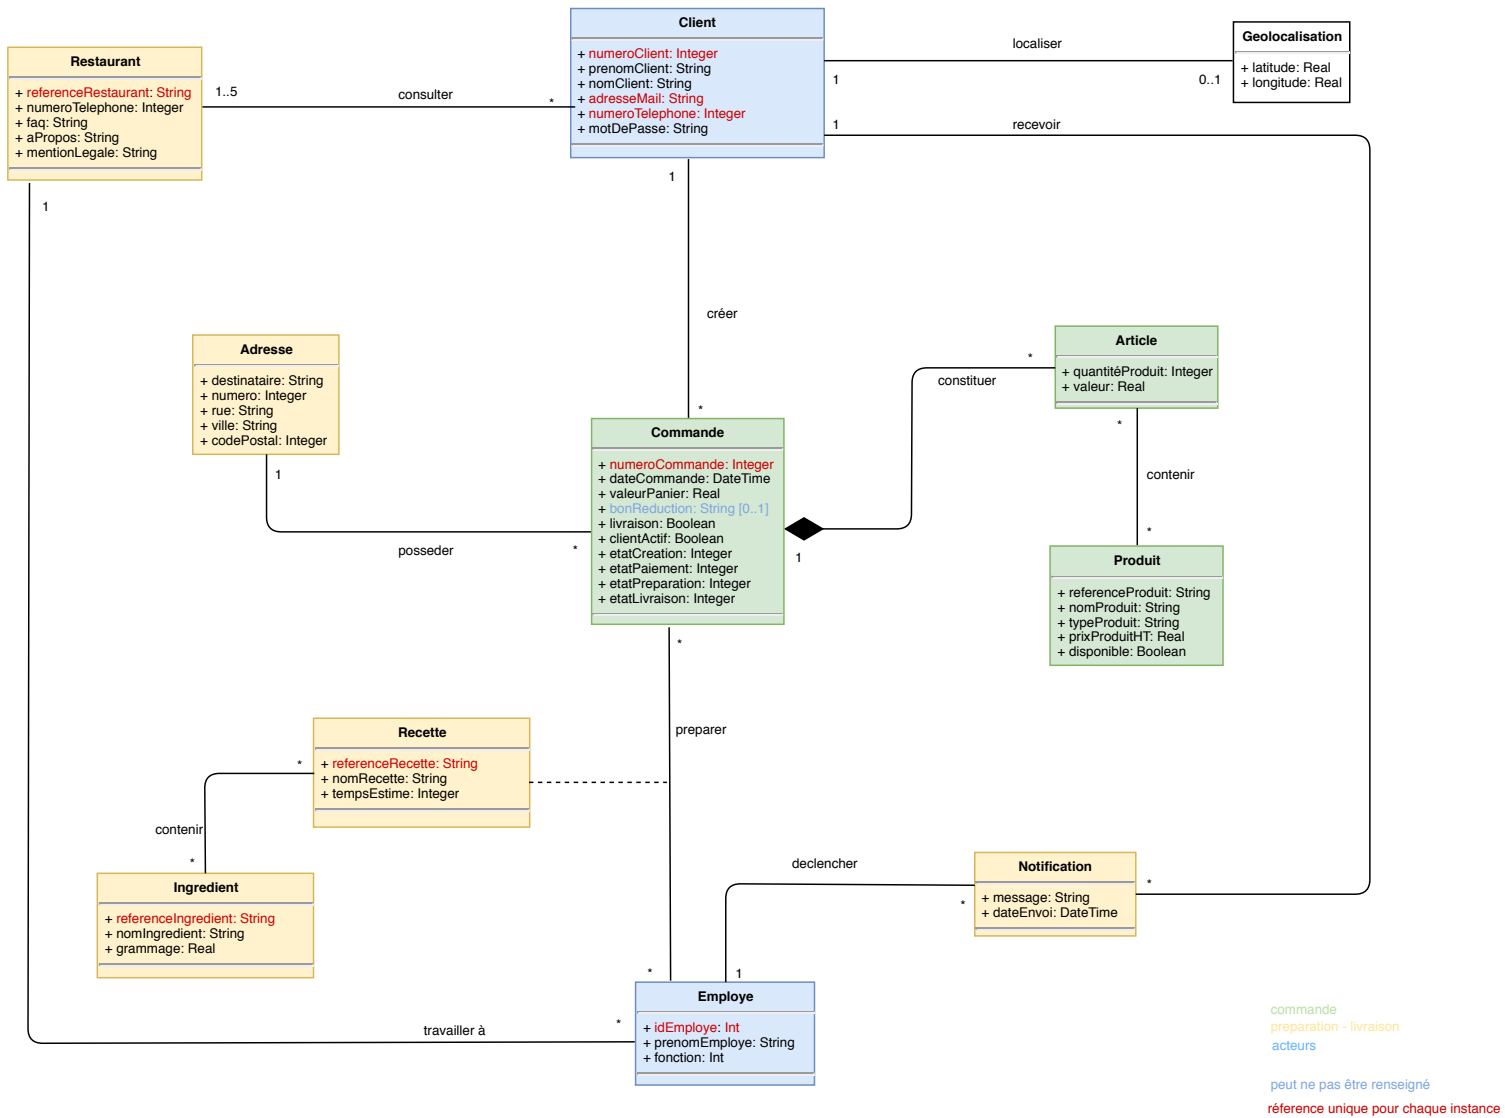 Client
+ numeroClient: Integer
+ prenomClient: String
+ nomClient: String
+ adresseMail: String
+ numeroTelephone: Integer
+ motDePasse: String
localiser
1
0..1
Geolocalisation
+ latitude: Real
+ longitude: Real
Restaurant
+ referenceRestaurant: String
+ numeroTelephone: Integer
+ faq: String
+ aPropos: String
+ mentionLegale: String
1..5
consulter
*
1
recevoir
1
1
créer
*
Adresse
+ destinataire: String
+ numero: Integer
+ rue: String
+ ville: String
+ codePostal: Integer
1
posseder
*
Commande
+ numeroCommande: Integer
+ dateCommande: DateTime
+ valeurPanier: Real
+ bonReduction: String [0..1]
+ livraison: Boolean
+ clientActif: Boolean
+ etatCreation: Integer
+ etatPaiement: Integer
+ etatPreparation: Integer
+ etatLivraison: Integer
1
constituer
*
Article
+ quantitéProduit: Integer
+ valeur: Real
*
contenir
*
Produit
+ referenceProduit: String
+ nomProduit: String
+ typeProduit: String
+ prixProduitHT: Real
+ disponible: Boolean
*
preparer
Recette
+ referenceRecette: String
+ nomRecette: String
+ tempsEstime: Integer
*
contenir
*
Ingredient
+ referenceIngredient: String
+ nomIngredient: String
+ grammage: Real
declencher
*
Notification
+ message: String
+ dateEnvoi: DateTime
*
*
1
Employe
+ idEmploye: Int
+ prenomEmploye: String
+ fonction: Int
*
travailler à
commande
preparation - livraison
acteurs
peut ne pas être renseigné
réference unique pour chaque instance